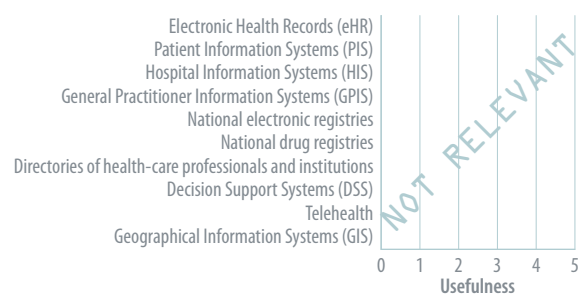 Electronic Health Records (eHR)
Patient Information Systems (PIS)
Hospital Information Systems (HIS)
General Practitioner Information Systems (GPIS)
National electronic registries
National drug registries
Directories of health-care professionals and institutions
Decision Support Systems (DSS)
Telehealth
Geographical Information Systems (GIS)
NOT RELEVANT
0 1 2 3 4 5
Usefulness